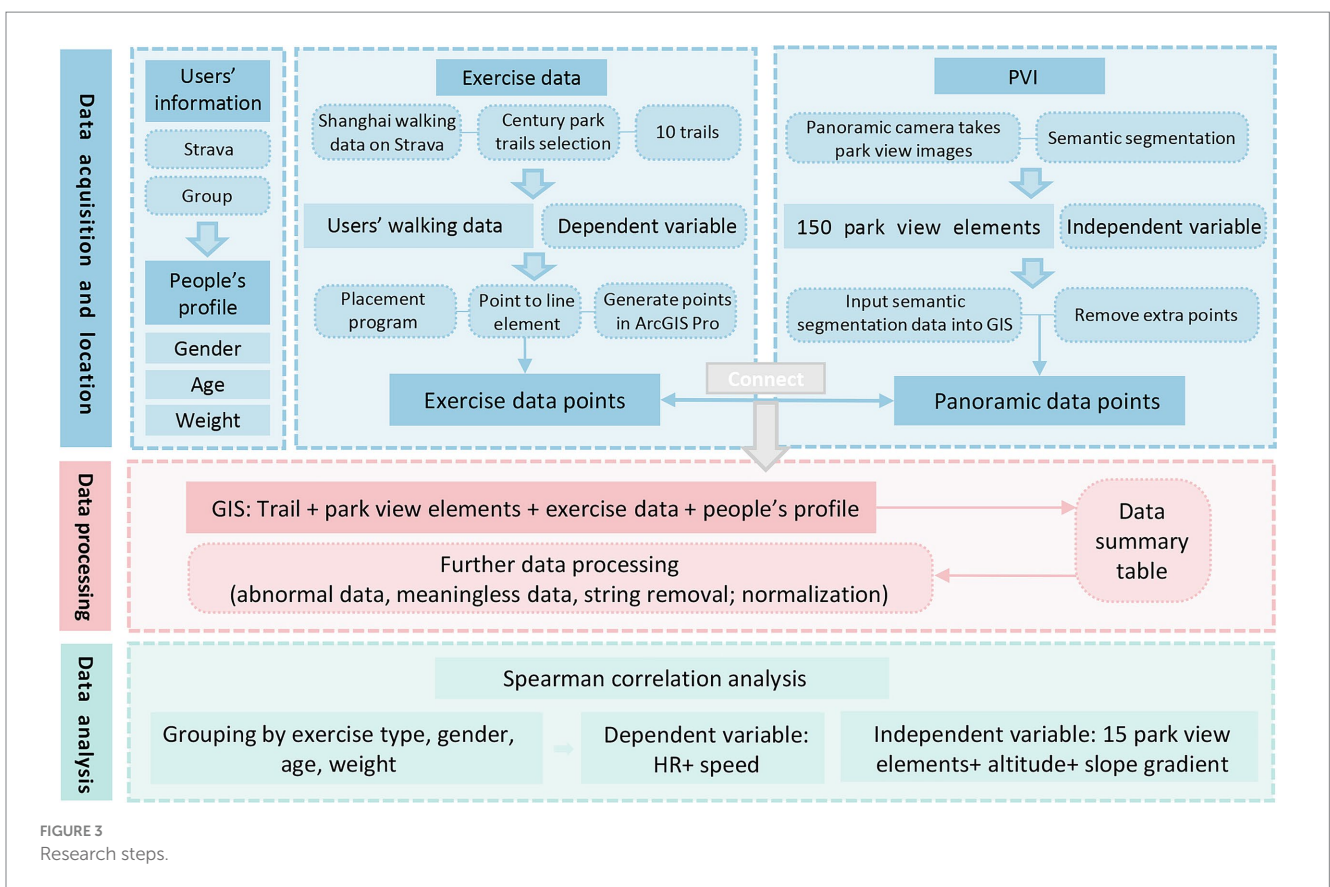 Data acquisition and location
Users'
information
Strava
Group
People's
profile
Gender
Age
Weight
Exercise data
Shanghai walking
data on Strava
Century park
trails selection
10 trails
Users' walking data
Dependent variable
Placement
program
Point to line
element
Generate points
in ArcGIS Pro
Exercise data points
PVI
Panoramic camera takes
park view images
Semantic segmentation
150 park view elements
Independent variable
Input semantic
segmentation data into GIS
Remove extra points
Panoramic data points
Connect
Data processing
GIS: Trail + park view elements + exercise data + people's profile
Data
summary
table
Further data processing
(abnormal data, meaningless data, string removal; normalization)
Data analysis
Spearman correlation analysis
Grouping by exercise type, gender,
age, weight
Dependent variable:
HR+ speed
Independent variable: 15 park view
elements+ altitude+ slope gradient
FIGURE 3
Research steps.